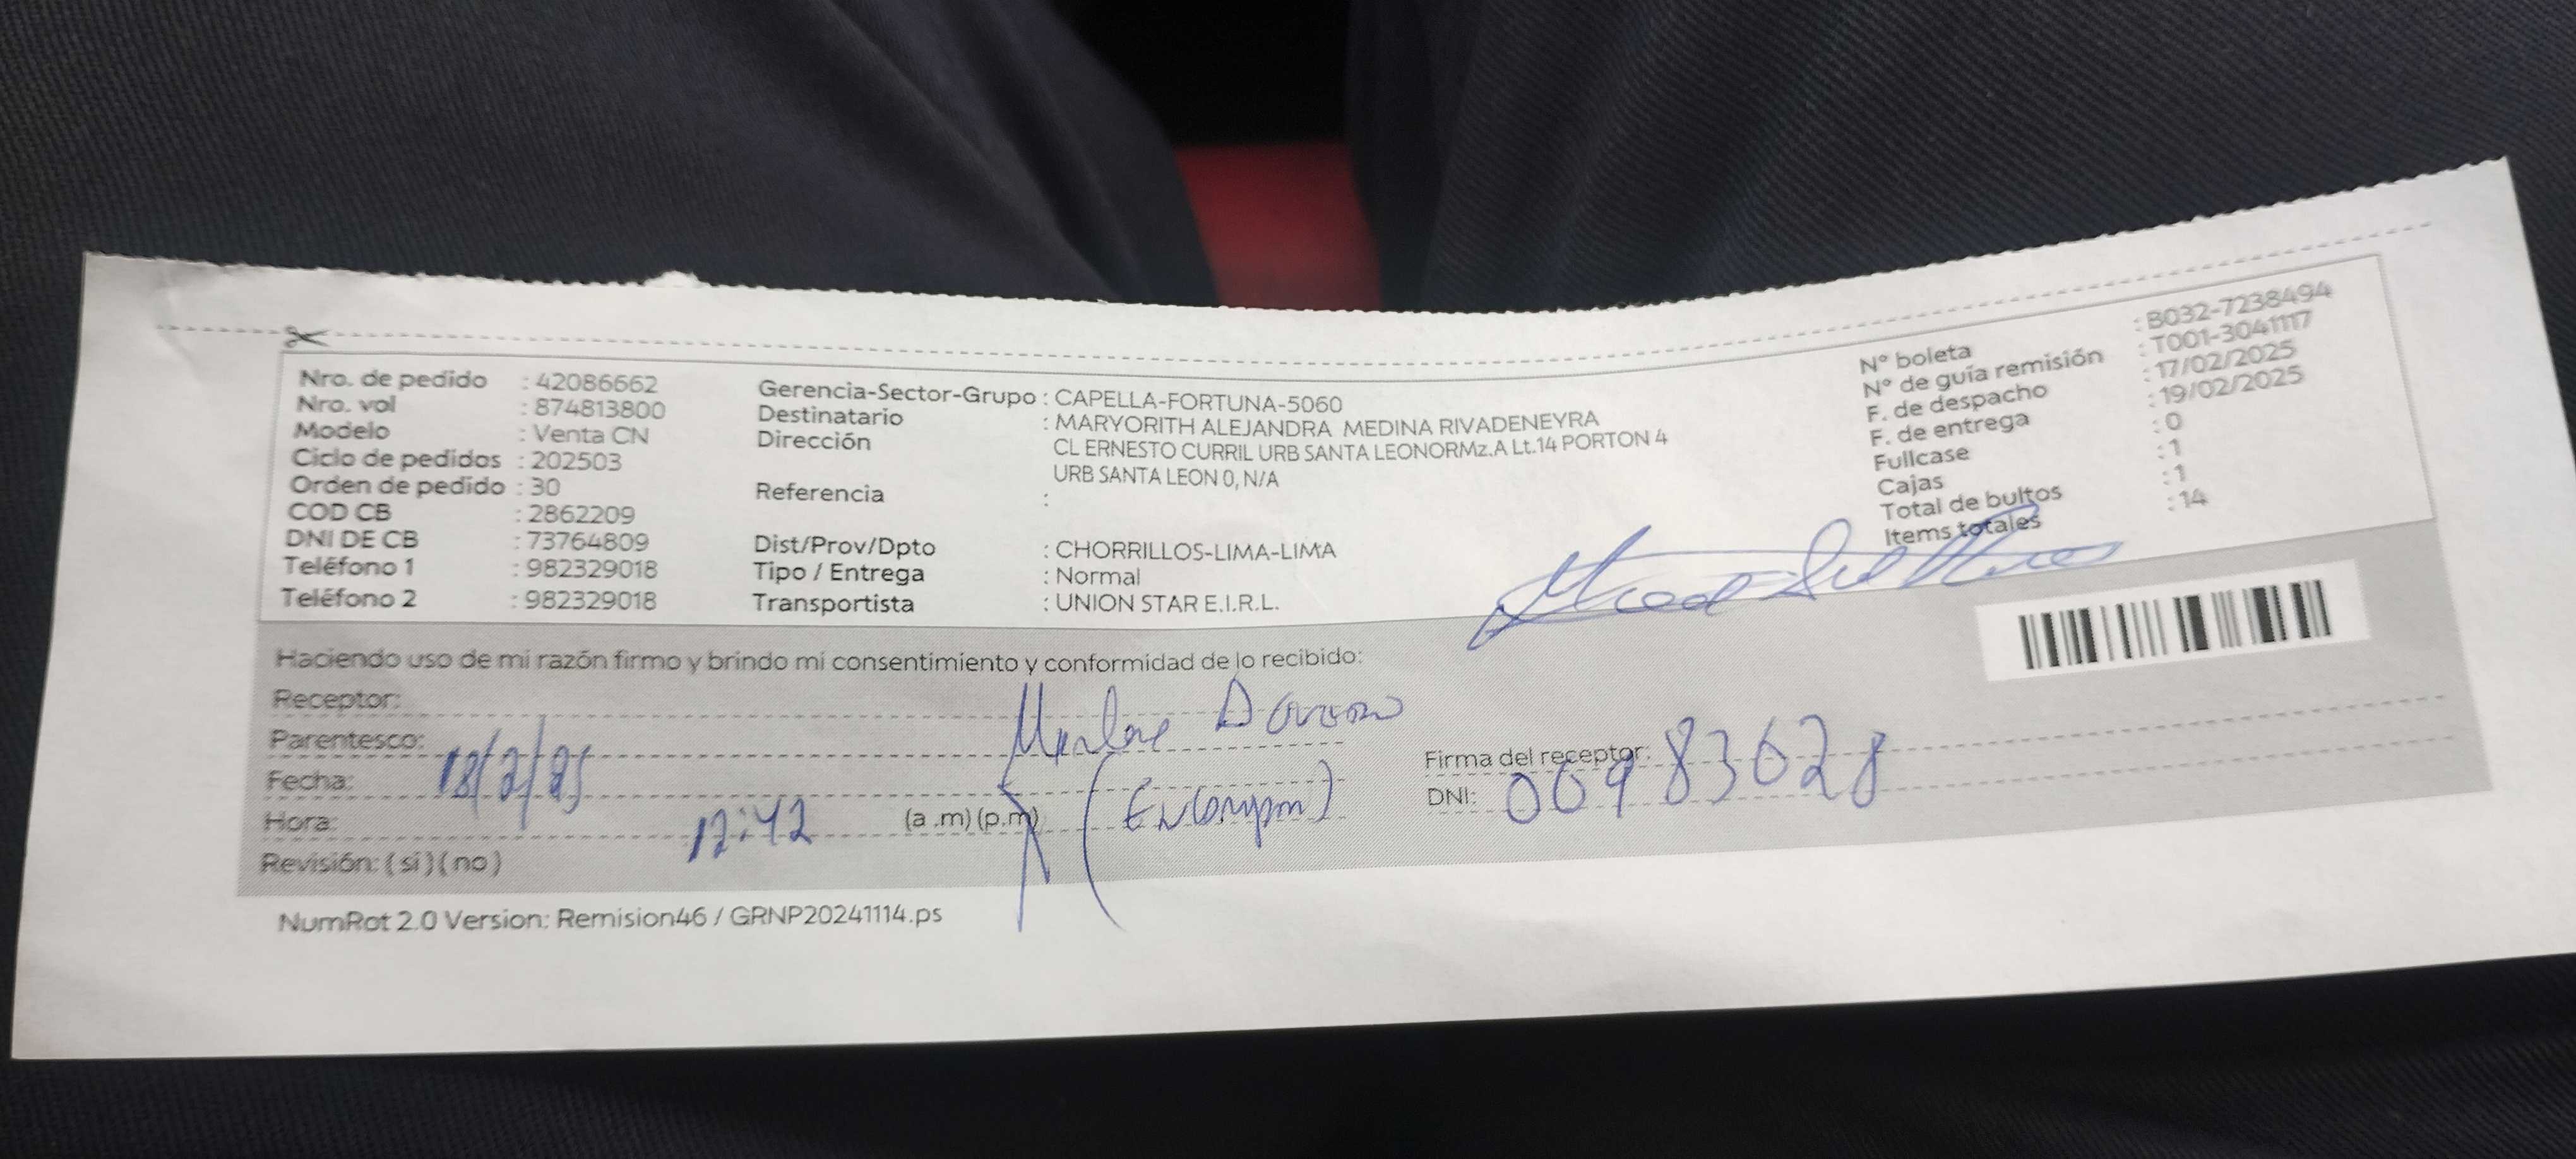 Nro. de pedido : 42086662
Nro. vol : 874813800
Modelo : Venta CN
Ciclo de pedidos : 202503
Orden de pedido : 30
COD CB : 2862209
DNI DE CB : 73764809
Teléfono 1 : 982329018
Teléfono 2 : 982329018
Gerencia-Sector-Grupo : CAPELLA-FORTUNA-5060
Destinatario : MARYORITH ALEJANDRA MEDINA RIVADENEYRA
Dirección CL ERNESTO CURRIL URB SANTA LEONORMz.A Lt.14 PORTON 4
URB SANTA LEON 0, N/A
Referencia :
Dist/Prov/Dpto : CHORRILLOS-LIMA-LIMA
Tipo / Entrega : Normal
Transportista : UNION STAR E.I.R.L.
N° boleta : B032-7238494
N° de guía remisión : T001-3041117
F. de despacho : 17/02/2025
F. de entrega : 19/02/2025
Fullcase : 0
Cajas : 1
Total de bultos : 1
Items totales : 14
Haciendo uso de mi razón firmo y brindo mi consentimiento y conformidad de lo recibido:
Receptor:
Parentesco:
Fecha: 18/2/25
Hora: 12:42 (a .m) (p.m)
Revisión: ( si ) ( no )
Firma del receptor:
DNI: 00983628
NumRot 2.0 Version: Remision46 / GRNP20241114.ps